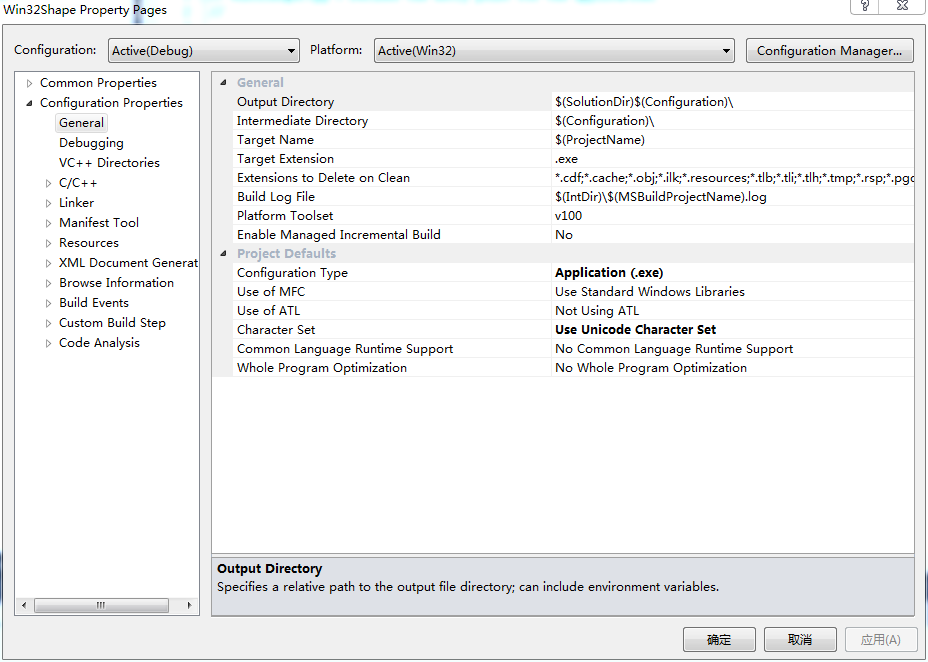 Win32Shape Property Pages
Configuration: Active(Debug) Platform: Active(Win32) Configuration Manager...
Common Properties
Configuration Properties
General
Debugging
VC++ Directories
C/C++
Linker
Manifest Tool
Resources
XML Document Generat
Browse Information
Build Events
Custom Build Step
Code Analysis
General
Output Directory $(SolutionDir)$(Configuration)\
Intermediate Directory $(Configuration)\
Target Name $(ProjectName)
Target Extension .exe
Extensions to Delete on Clean *.cdf;*.cache;*.obj;*.ilk;*.resources;*.tlb;*.tli;*.tlh;*.tmp;*.rsp;*.pgc
Build Log File $(IntDir)\$(MSBuildProjectName).log
Platform Toolset v100
Enable Managed Incremental Build No
Project Defaults
Configuration Type Application (.exe)
Use of MFC Use Standard Windows Libraries
Use of ATL Not Using ATL
Character Set Use Unicode Character Set
Common Language Runtime Support No Common Language Runtime Support
Whole Program Optimization No Whole Program Optimization
Output Directory
Specifies a relative path to the output file directory; can include environment variables.
确定 取消 应用(A)